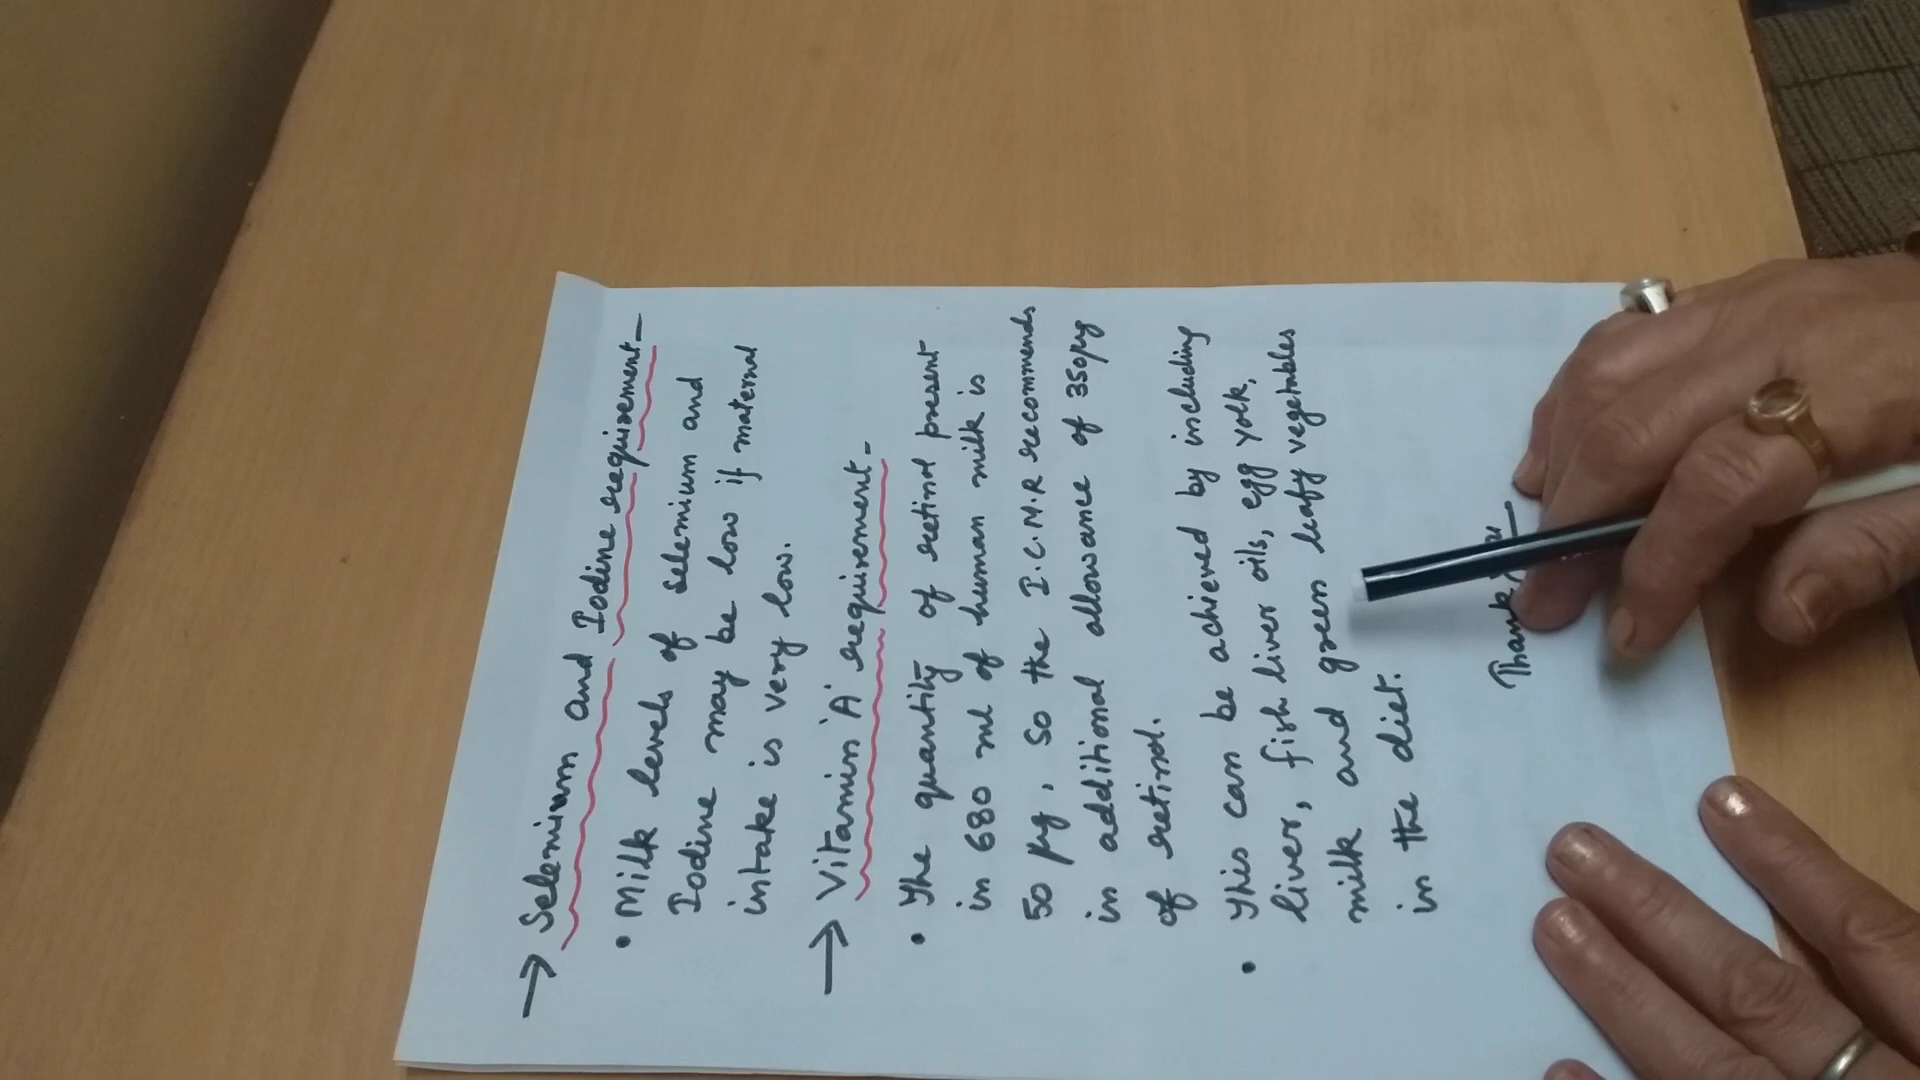 → Selenium and Iodine requirement-
• Milk levels of selenium and
Iodine may be low if maternal
intake is very low.
→ Vitamin 'A' requirement-
• The quantity of retinol present
in 680 ml of human milk is
50 µg, so the I.C.M.R recommends
in additional allowance of 350µg
of retinol.
• This can be achieved by including
liver, fish liver oils, egg yolk,
milk and green leafy vegetables
in the diet.
Thank